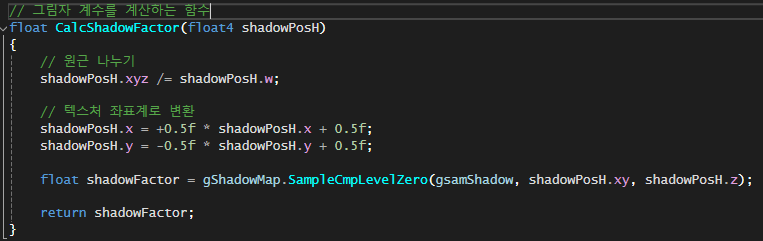 // 그림자 계수를 계산하는 함수
float CalcShadowFactor(float4 shadowPosH)
{
// 원근 나누기
shadowPosH.xyz /= shadowPosH.w;
// 텍스처 좌표계로 변환
shadowPosH.x = +0.5f * shadowPosH.x + 0.5f;
shadowPosH.y = -0.5f * shadowPosH.y + 0.5f;
float shadowFactor = gShadowMap.SampleCmpLevelZero(gsamShadow, shadowPosH.xy, shadowPosH.z);
return shadowFactor;
}